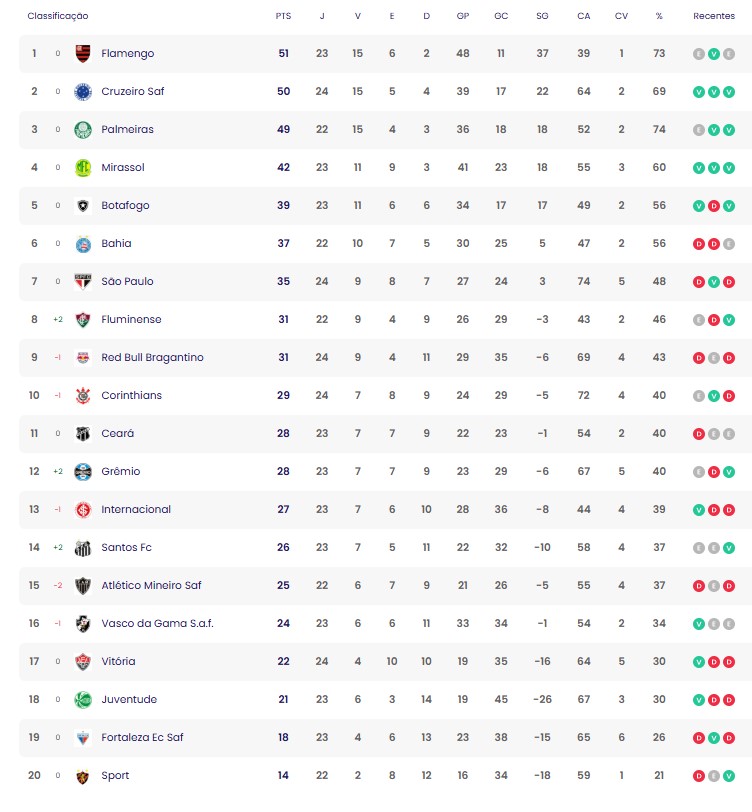 Classificação PTS J V E D GP GC SG CA CV % Recentes
1 0 Flamengo 51 23 15 6 2 48 11 37 39 1 73 E V E
2 0 Cruzeiro Saf 50 24 15 5 4 39 17 22 64 2 69 V V V
3 0 Palmeiras 49 22 15 4 3 36 18 18 52 2 74 E V V
4 0 Mirassol 42 23 11 9 3 41 23 18 55 3 60 V V V
5 0 Botafogo 39 23 11 6 6 34 17 17 49 2 56 V D V
6 0 Bahia 37 22 10 7 5 30 25 5 47 2 56 D D E
7 0 São Paulo 35 24 9 8 7 27 24 3 74 5 48 D V D
8 +2 Fluminense 31 22 9 4 9 26 29 -3 43 2 46 E D V
9 -1 Red Bull Bragantino 31 24 9 4 11 29 35 -6 69 4 43 D E D
10 -1 Corinthians 29 24 7 8 9 24 29 -5 72 4 40 E V D
11 0 Ceará 28 23 7 7 9 22 23 -1 54 2 40 D E E
12 +2 Grêmio 28 23 7 7 9 23 29 -6 67 5 40 E D V
13 -1 Internacional 27 23 7 6 10 28 36 -8 44 4 39 V D D
14 +2 Santos Fc 26 23 7 5 11 22 32 -10 58 4 37 E E V
15 -2 Atlético Mineiro Saf 25 22 6 7 9 21 26 -5 55 4 37 D E D
16 -1 Vasco da Gama S.a.f. 24 23 6 6 11 33 34 -1 54 2 34 V E E
17 0 Vitória 22 24 4 10 10 19 35 -16 64 5 30 V D D
18 0 Juventude 21 23 6 3 14 19 45 -26 67 3 30 V D D
19 0 Fortaleza Ec Saf 18 23 4 6 13 23 38 -15 65 6 26 D V D
20 0 Sport 14 22 2 8 12 16 34 -18 59 1 21 D E V